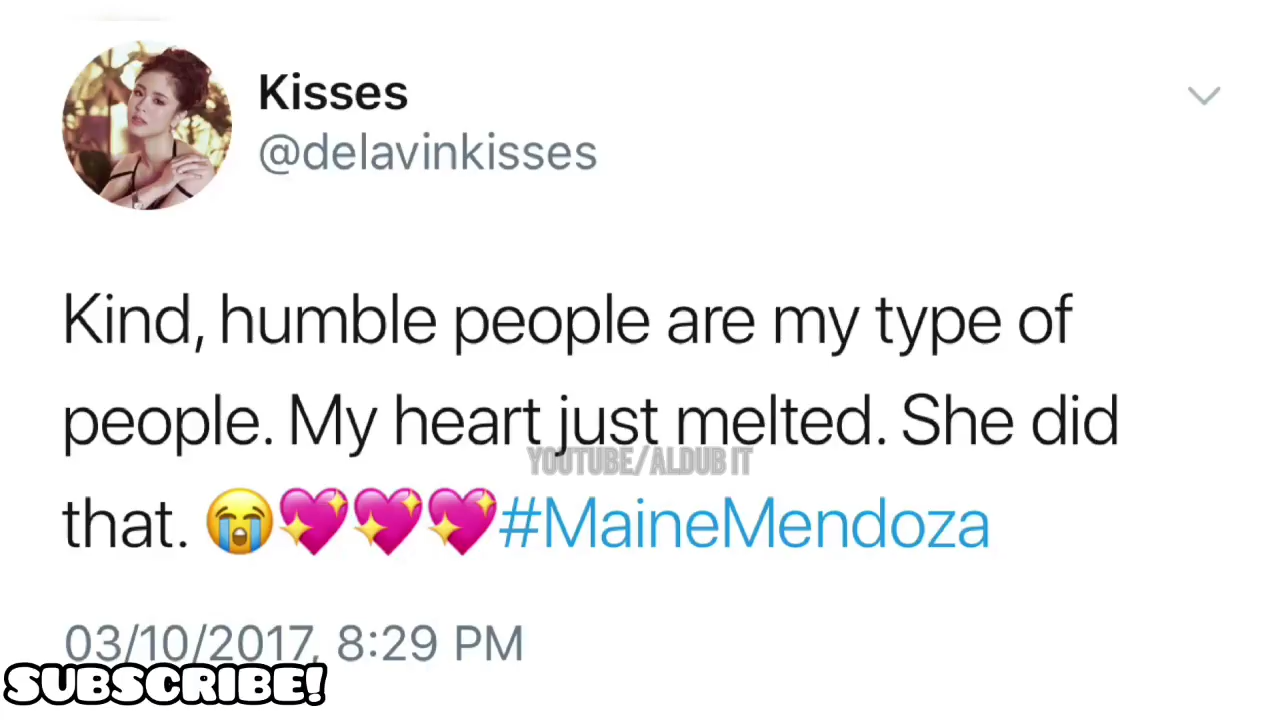 Kisses
@delavinkisses
Kind, humble people are my type of
people. My heart just melted. She did
YOUTUBE/ALDUB IT
that. 😭💖💖💖#MaineMendoza
03/10/2017, 8:29 PM
SUBSCRIBE!